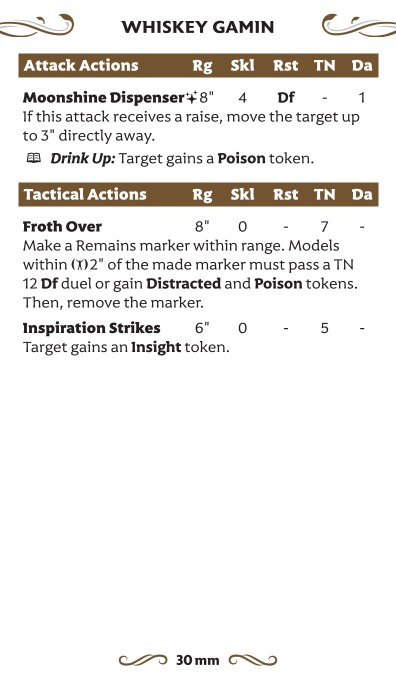 WHISKEY GAMIN
Attack Actions Rg Skl Rst TN Da
Moonshine Dispenser 8" 4 Df - 1
If this attack receives a raise, move the target up
to 3" directly away.
Drink Up: Target gains a Poison token.
Tactical Actions Rg Skl Rst TN Da
Froth Over 8" 0 - 7 -
Make a Remains marker within range. Models
within 2" of the made marker must pass a TN
12 Df duel or gain Distracted and Poison tokens.
Then, remove the marker.
Inspiration Strikes 6" 0 - 5 -
Target gains an Insight token.
30 mm